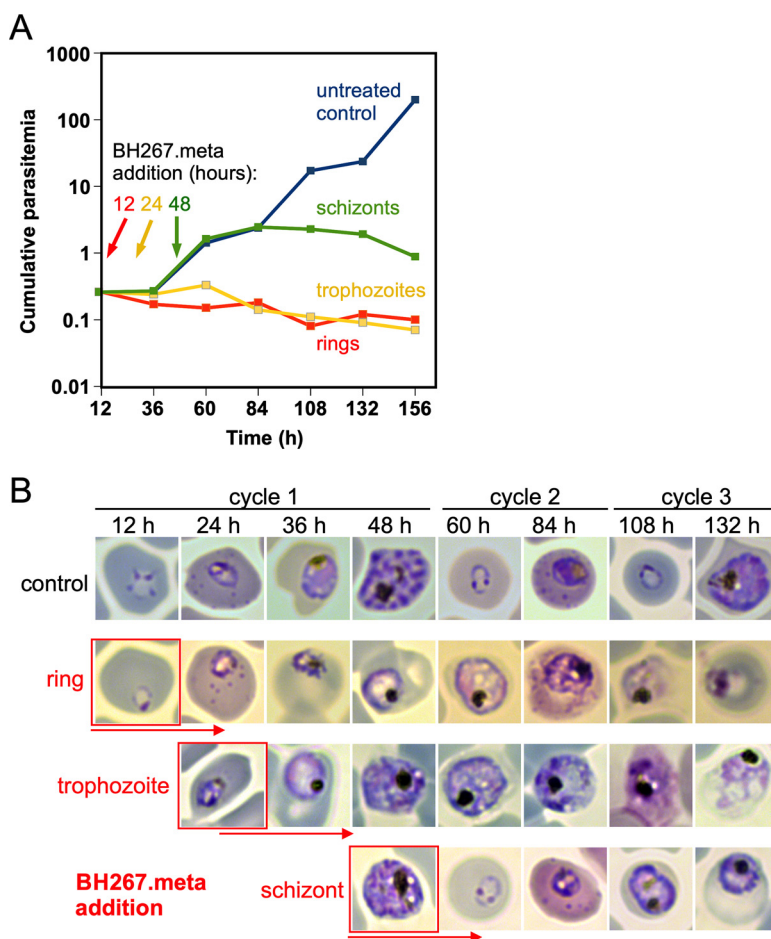 A
1000
100
10
1
0.1
0.01
Cumulative parasitemia
untreated
control
BH267.meta
addition (hours):
12 24 48
schizonts
trophozoites
rings
12 36 60 84 108 132 156
Time (h)
B
cycle 1 cycle 2 cycle 3
12 h 24 h 36 h 48 h 60 h 84 h 108 h 132 h
control
ring
trophozoite
BH267.meta
addition
schizont